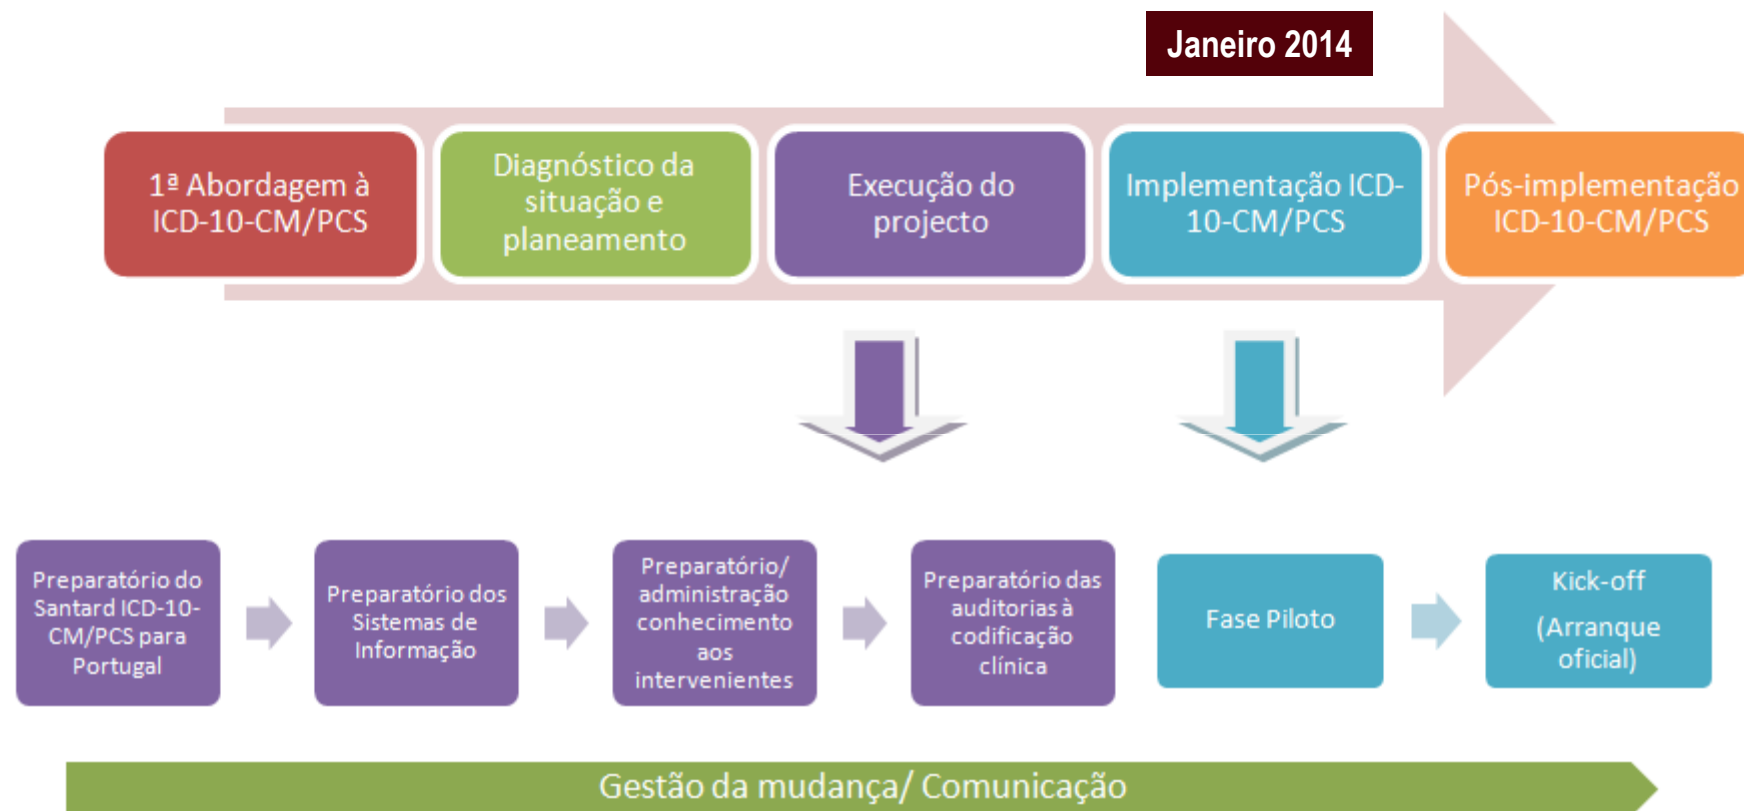 Janeiro 2014
1ª Abordagem à
ICD-10-CM/PCS
Diagnóstico da
situação e
planeamento
Execução do
projecto
Implementação ICD-
10-CM/PCS
Pós-implementação
ICD-10-CM/PCS
Preparatório do
Santard ICD-10-
CM/PCS para
Portugal
Preparatório dos
Sistemas de
Informação
Preparatório/
administração
conhecimento
aos
intervenientes
Preparatório das
auditorias à
codificação
clínica
Fase Piloto
Kick-off
(Arranque
oficial)
Gestão da mudança/ Comunicação